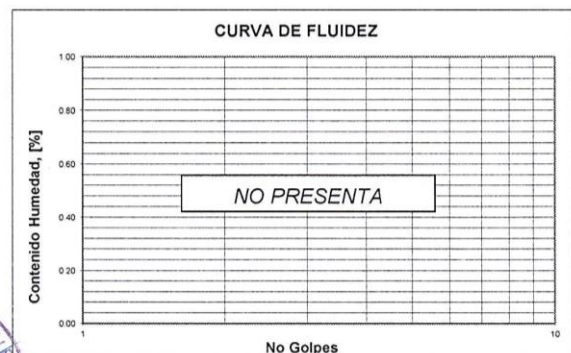 CURVA DE FLUIDEZ
1.00
0.80
0.60
0.40
0.20
0.00
Contenido Humedad, [%]
NO PRESENTA
1
10
No Golpes